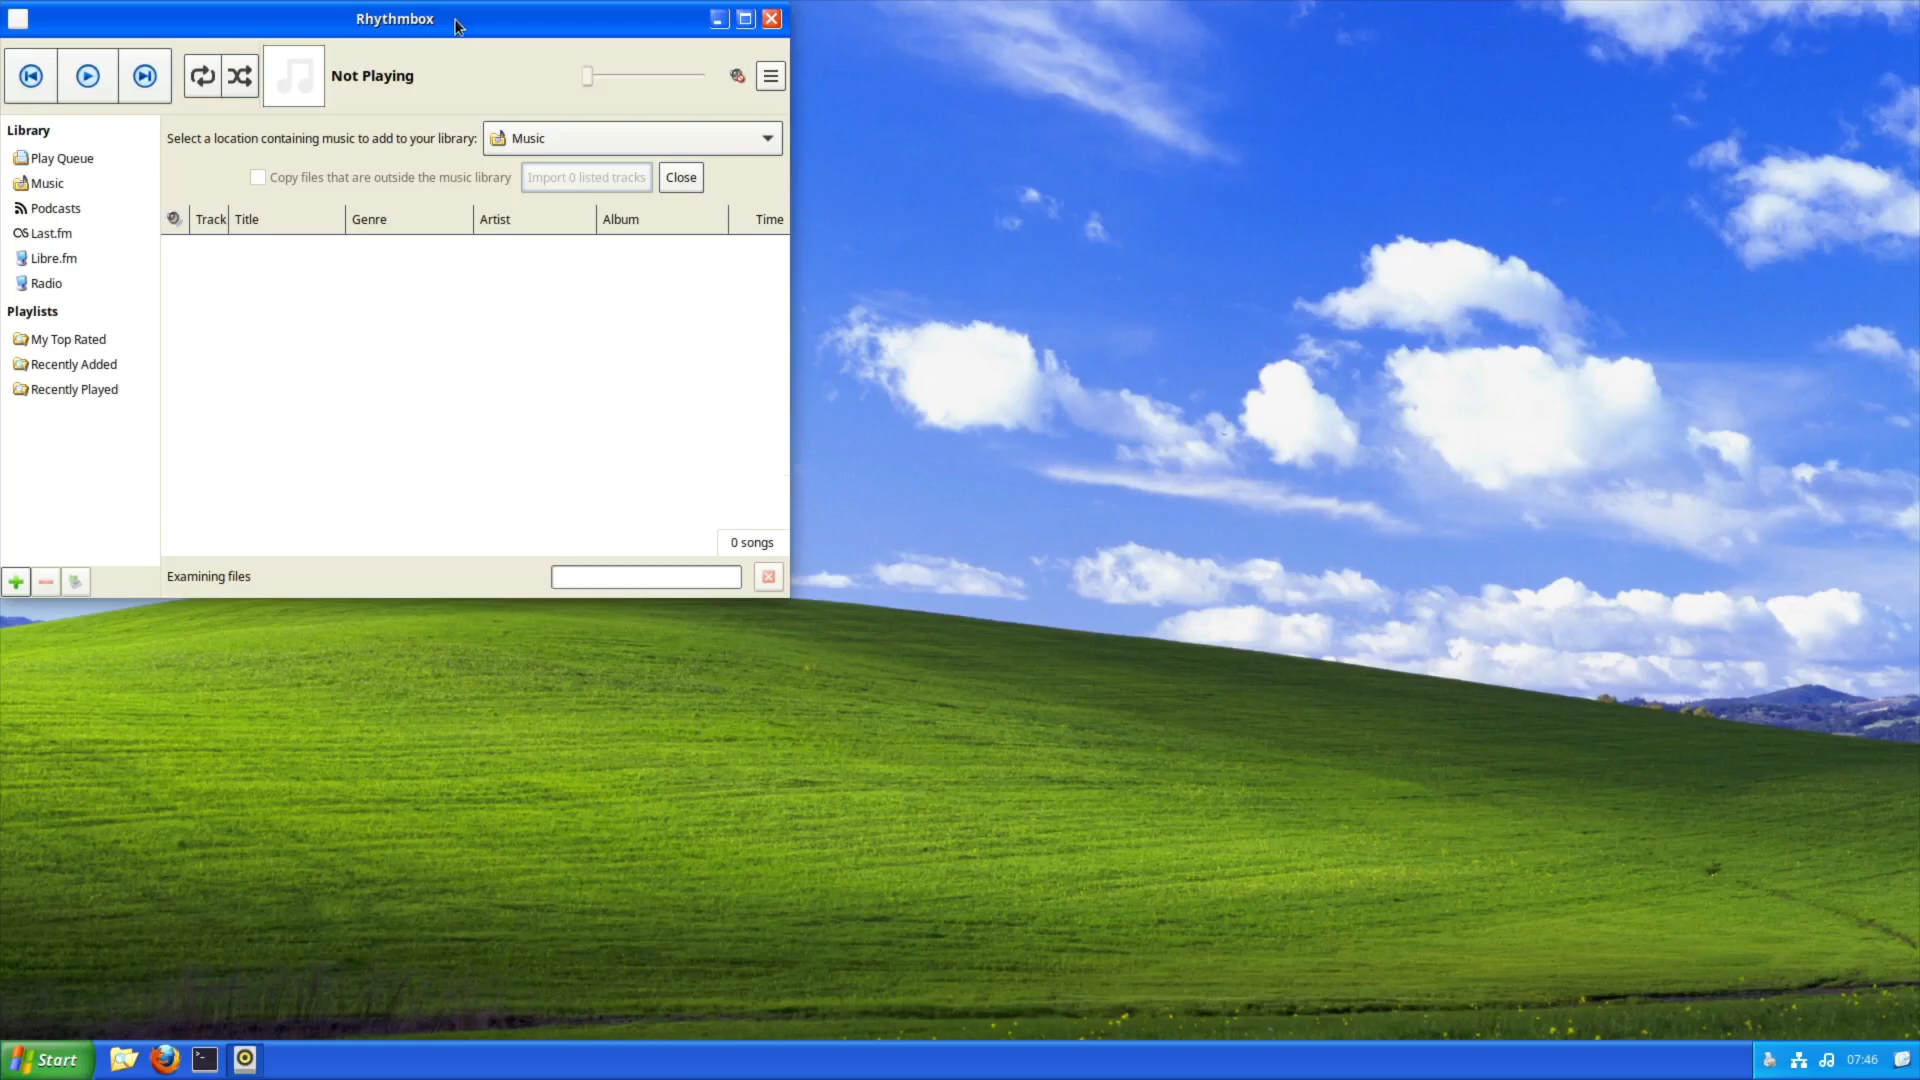 Rhythmbox
Not Playing
Library
Play Queue
Music
Podcasts
Last.fm
Libre.fm
Radio
Playlists
My Top Rated
Recently Added
Recently Played
Select a location containing music to add to your library:
Music
Copy files that are outside the music library
Import 0 listed tracks
Close
Track
Title
Genre
Artist
Album
Time
0 songs
Examining files
Start
07:46